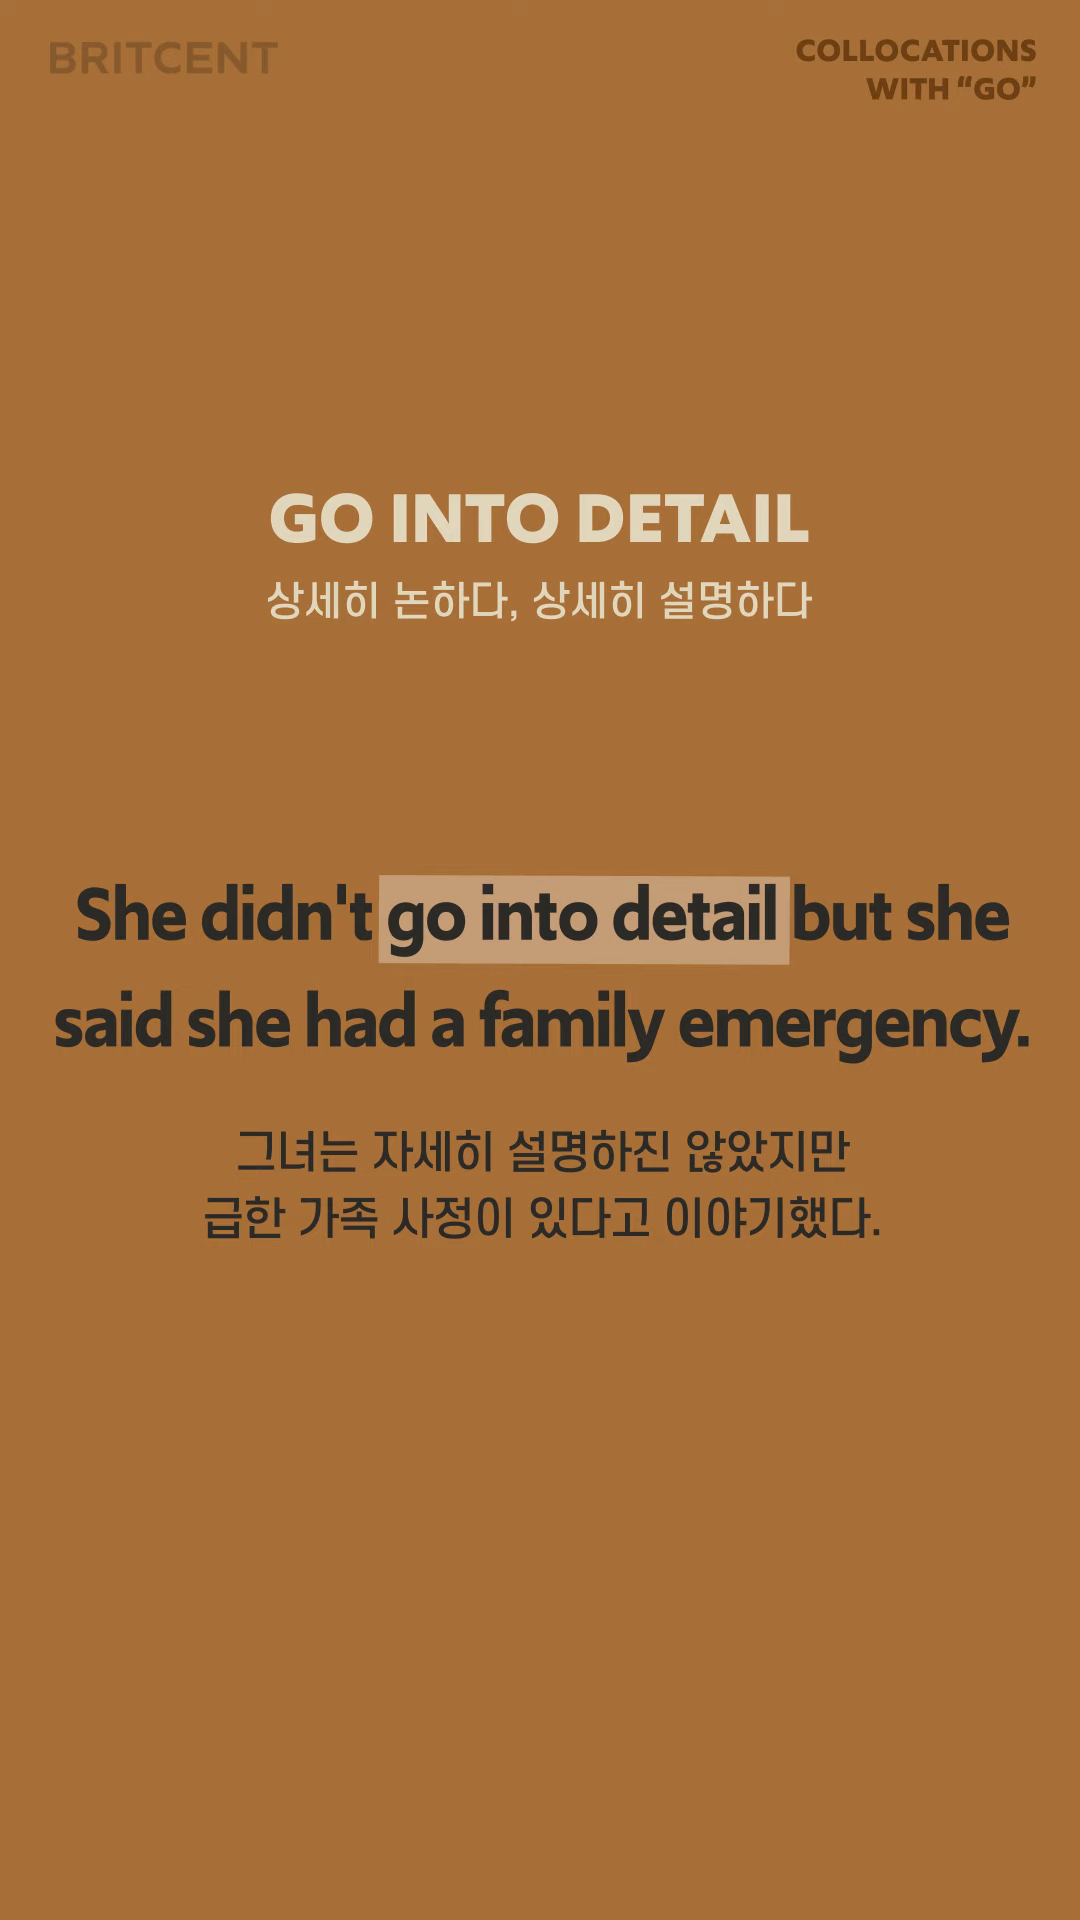 BRITCENT
COLLOCATIONS
WITH “GO”
GO INTO DETAIL
상세히 논하다, 상세히 설명하다
She didn't go into detail but she
said she had a family emergency.
그녀는 자세히 설명하진 않았지만
급한 가족 사정이 있다고 이야기했다.